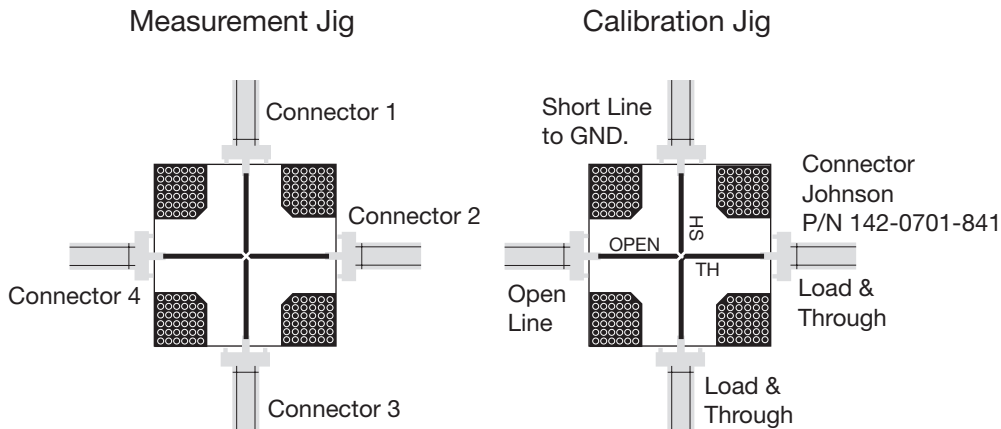 Measurement Jig
Connector 1
Connector 2
Connector 4
Connector 3
Calibration Jig
Short Line
to GND.
Connector
Johnson
P/N 142-0701-841
HS
OPEN
TH
Open
Line
Load &
Through
Load &
Through